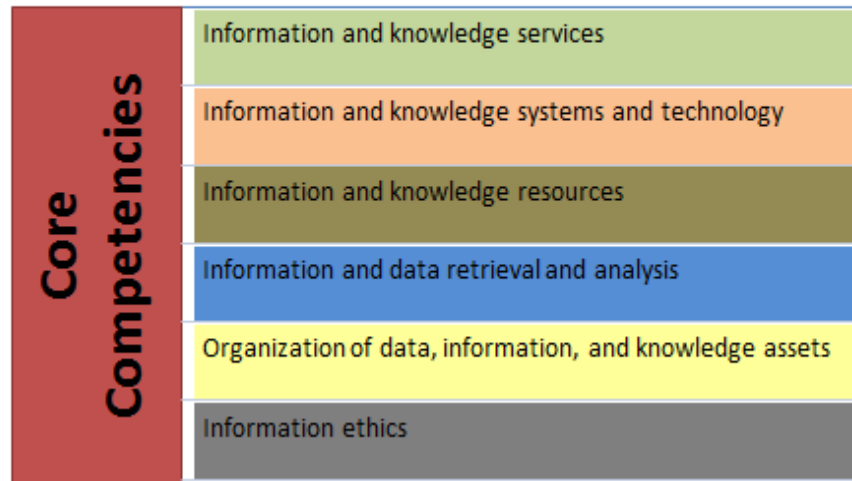 Core
Competencies
Information and knowledge services
Information and knowledge systems and technology
Information and knowledge resources
Information and data retrieval and analysis
Organization of data, information, and knowledge assets
Information ethics